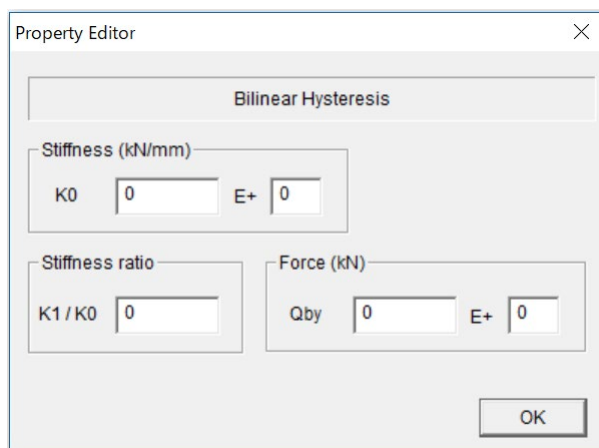 Property Editor
Bilinear Hysteresis
Stiffness (kN/mm)
K0 0 E+ 0
Stiffness ratio
K1 / K0 0
Force (kN)
Qby 0 E+ 0
OK